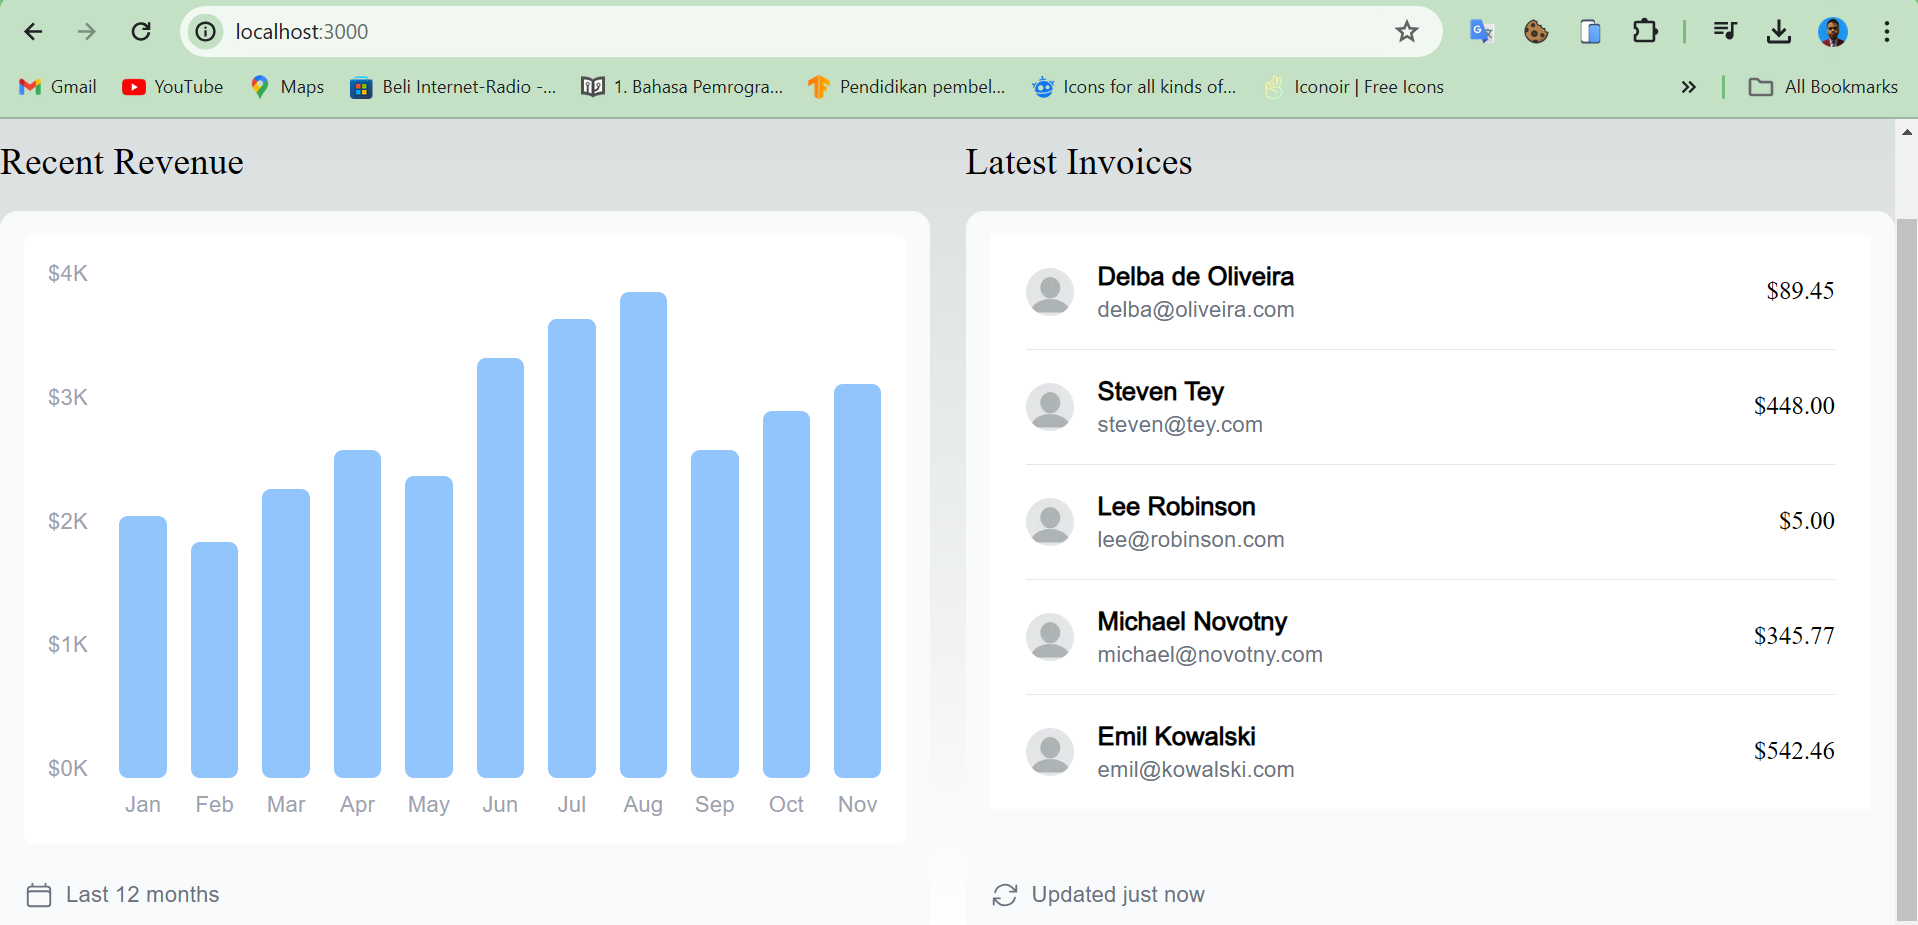 localhost:3000
Gmail
YouTube
Maps
Beli Internet-Radio -...
1. Bahasa Pemrogra...
Pendidikan pembel...
Icons for all kinds of...
Iconoir | Free Icons
All Bookmarks
Recent Revenue
$4K
$3K
$2K
$1K
$0K
Jan Feb Mar Apr May Jun Jul Aug Sep Oct Nov
Last 12 months
Latest Invoices
Delba de Oliveira
delba@oliveira.com
$89.45
Steven Tey
steven@tey.com
$448.00
Lee Robinson
lee@robinson.com
$5.00
Michael Novotny
michael@novotny.com
$345.77
Emil Kowalski
emil@kowalski.com
$542.46
Updated just now